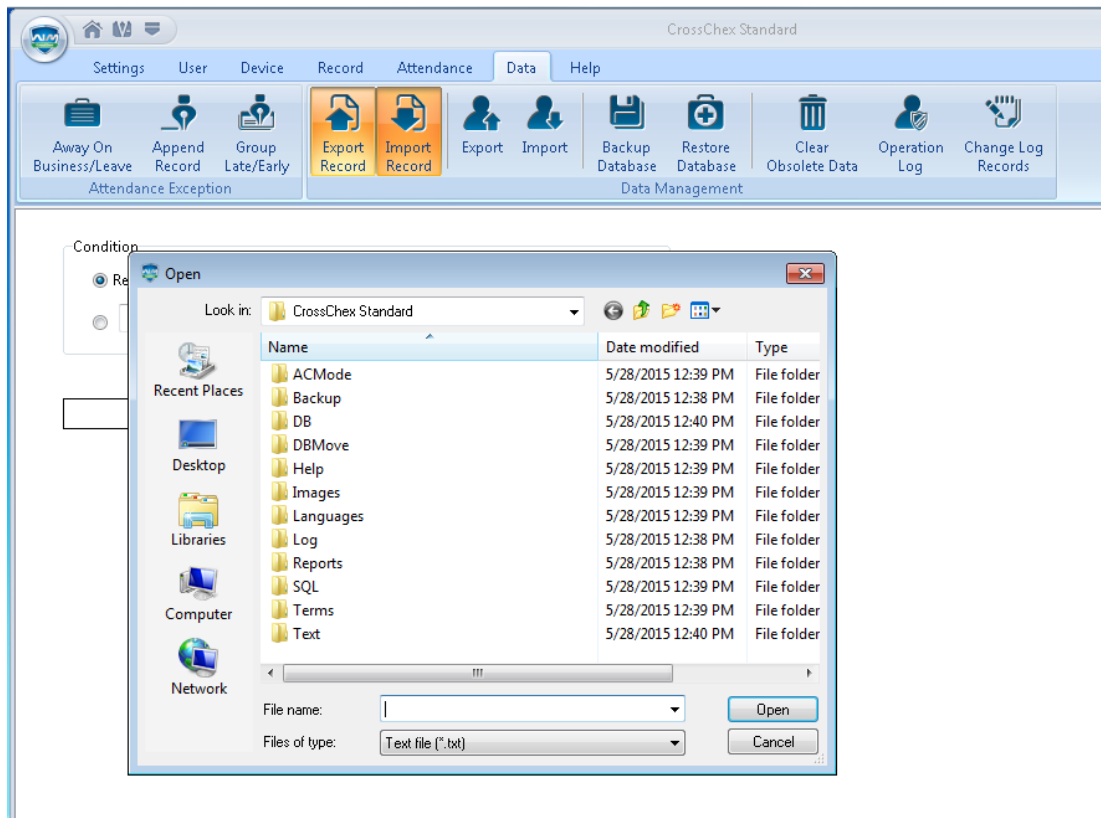 CrossChex Standard
Settings User Device Record Attendance Data Help
Away On Business/Leave
Append Record
Group Late/Early
Export Record
Import Record
Export
Import
Backup Database
Restore Database
Clear Obsolete Data
Operation Log
Change Log Records
Attendance Exception
Data Management
Condition
Re
Open
Look in: CrossChex Standard
Recent Places
Desktop
Libraries
Computer
Network
Name Date modified Type
ACMode 5/28/2015 12:39 PM File folder
Backup 5/28/2015 12:38 PM File folder
DB 5/28/2015 12:40 PM File folder
DBMove 5/28/2015 12:39 PM File folder
Help 5/28/2015 12:39 PM File folder
Images 5/28/2015 12:39 PM File folder
Languages 5/28/2015 12:39 PM File folder
Log 5/28/2015 12:38 PM File folder
Reports 5/28/2015 12:38 PM File folder
SQL 5/28/2015 12:39 PM File folder
Terms 5/28/2015 12:39 PM File folder
Text 5/28/2015 12:40 PM File folder
File name: Open
Files of type: Text file (*.txt) Cancel